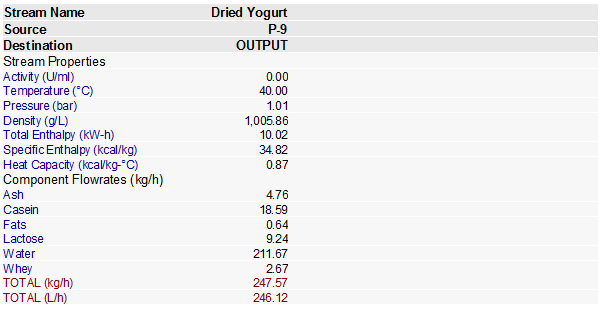 Stream Name Dried Yogurt
Source P-9
Destination OUTPUT
Stream Properties
Activity (U/ml) 0.00
Temperature (°C) 40.00
Pressure (bar) 1.01
Density (g/L) 1,005.86
Total Enthalpy (kW-h) 10.02
Specific Enthalpy (kcal/kg) 34.82
Heat Capacity (kcal/kg-°C) 0.87
Component Flowrates (kg/h)
Ash 4.76
Casein 18.59
Fats 0.64
Lactose 9.24
Water 211.67
Whey 2.67
TOTAL (kg/h) 247.57
TOTAL (L/h) 246.12